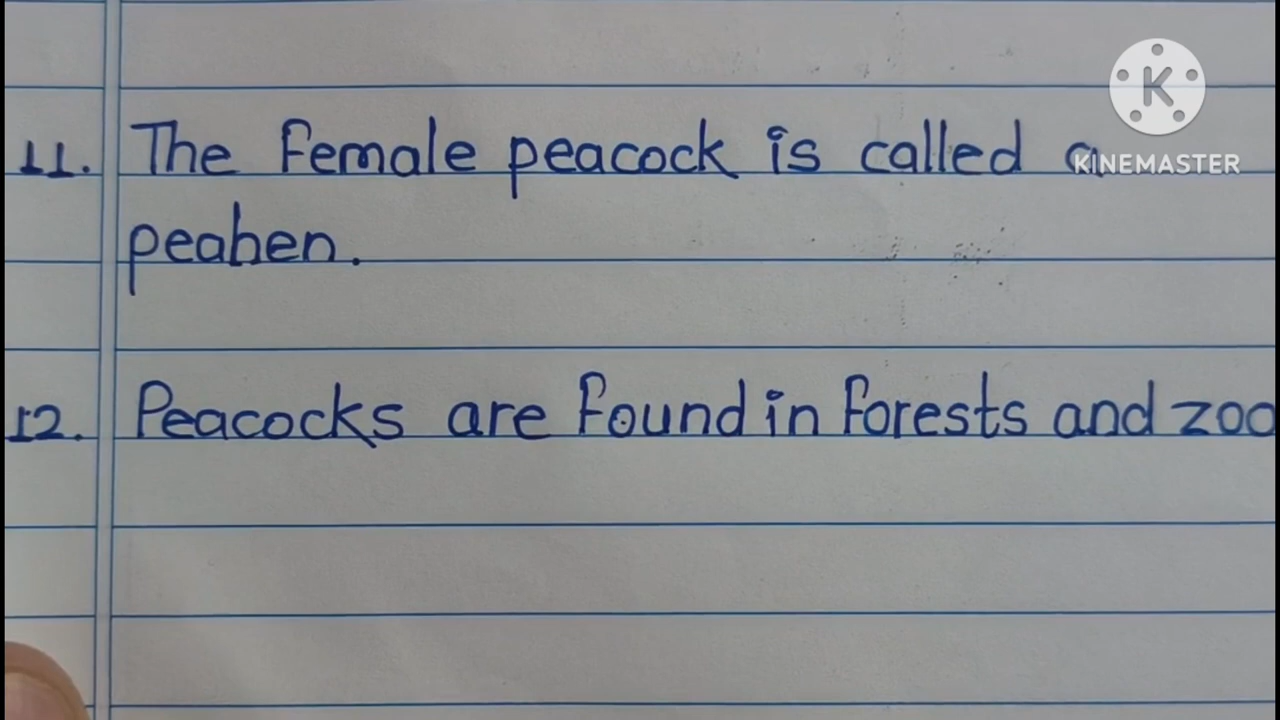 11. The female peacock is called a
KINEMASTER
peahen.
12. Peacocks are found in forests and zoo